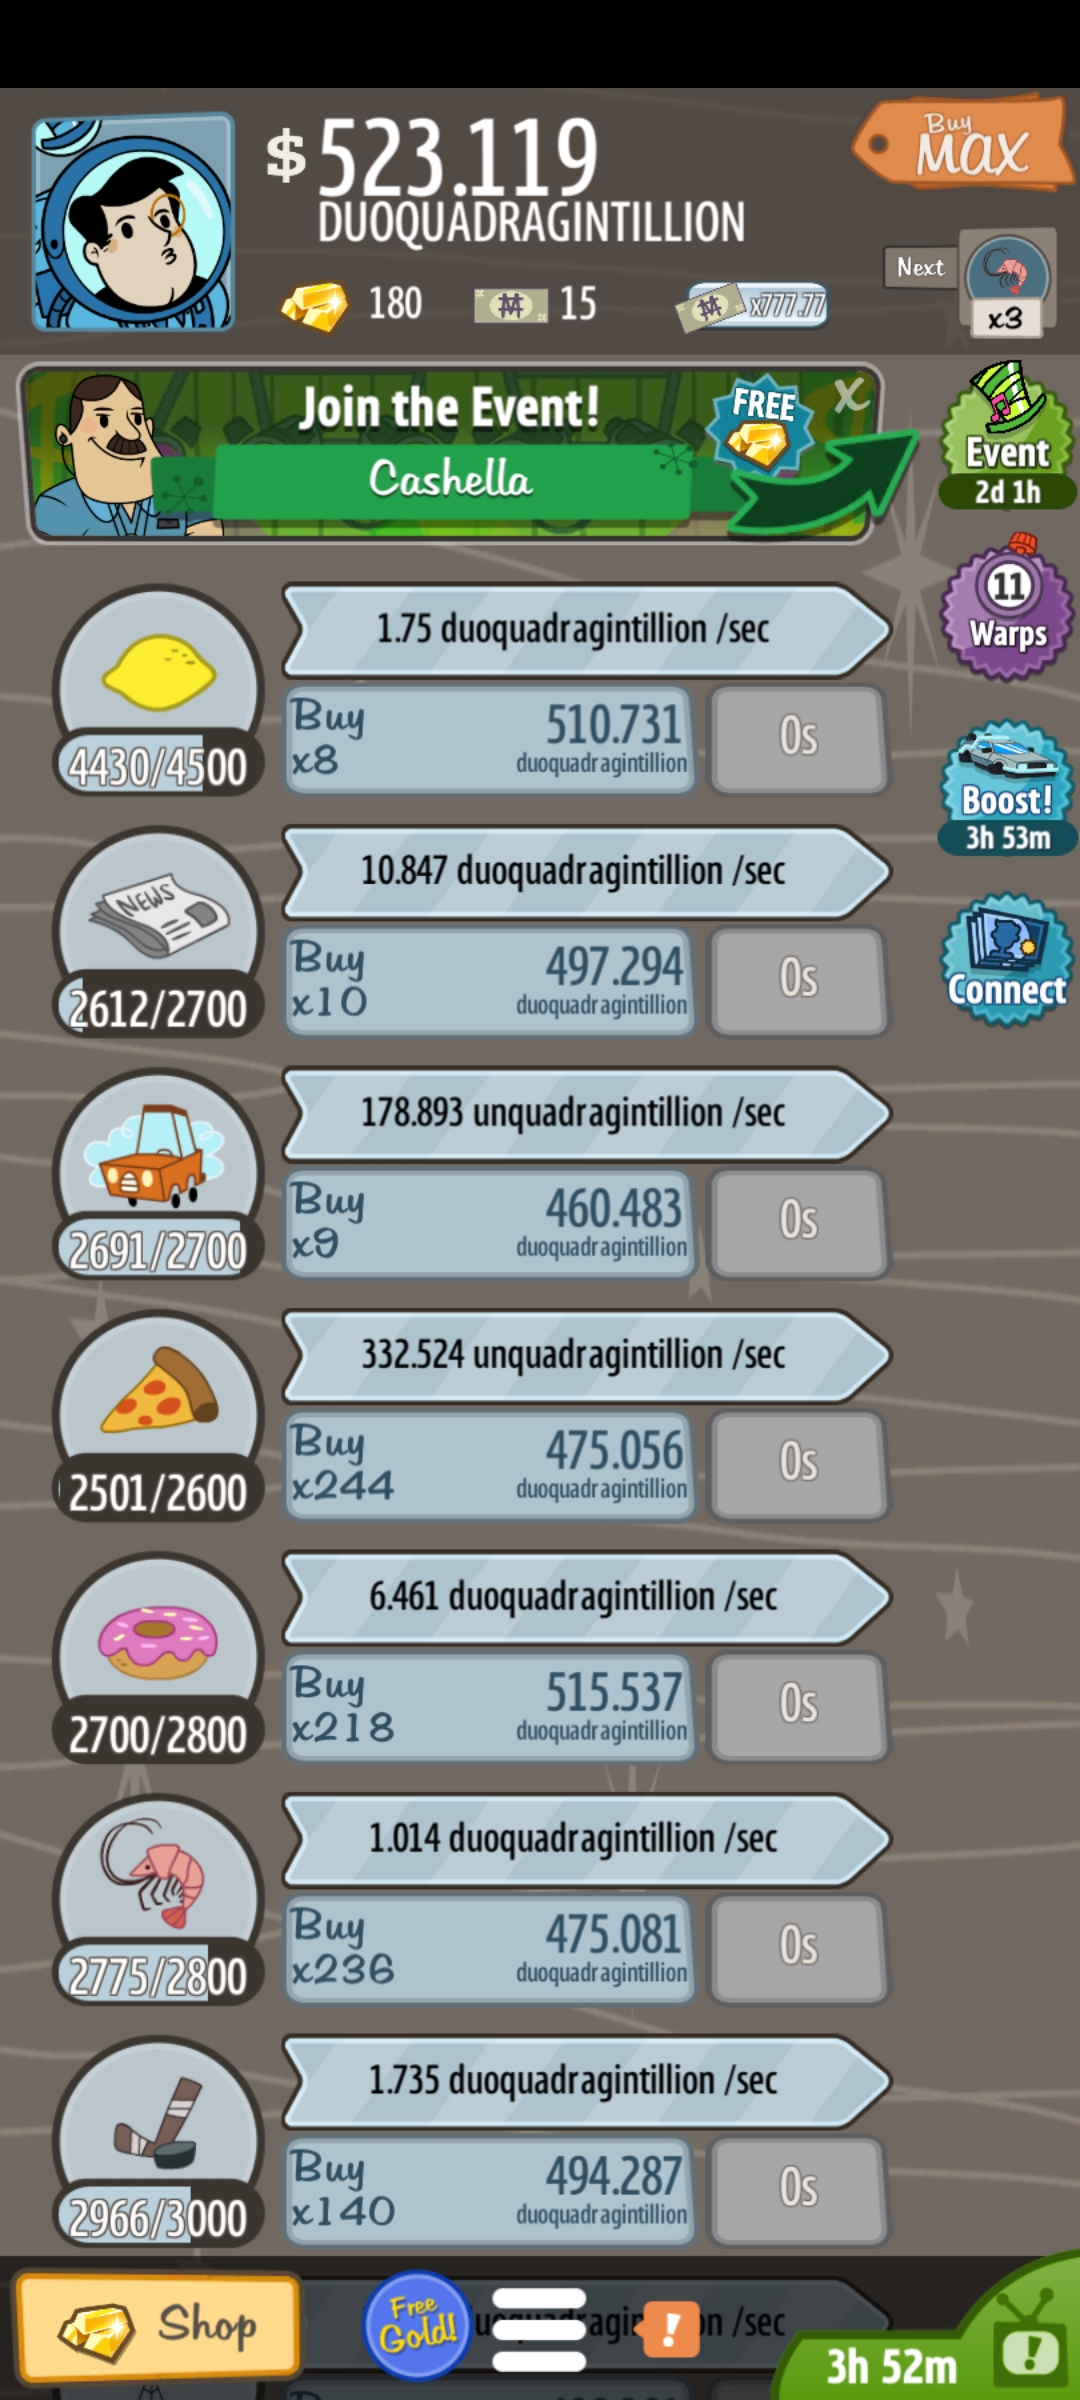 $523.119
DUOQUADRAGINTILLION
Buy
MAX
180
15
x777.77
Next
x3
Join the Event!
Cashella
FREE
X
Event
2d 1h
11
Warps
Boost!
3h 53m
Connect
1.75 duoquadragintillion /sec
Buy
x8
510.731
duoquadragintillion
0s
4430/4500
10.847 duoquadragintillion /sec
NEWS
Buy
x10
497.294
duoquadragintillion
0s
2612/2700
178.893 unquadragintillion /sec
Buy
x9
460.483
duoquadragintillion
0s
2691/2700
332.524 unquadragintillion /sec
Buy
x244
475.056
duoquadragintillion
0s
2501/2600
6.461 duoquadragintillion /sec
Buy
x218
515.537
duoquadragintillion
0s
2700/2800
1.014 duoquadragintillion /sec
Buy
x236
475.081
duoquadragintillion
0s
2775/2800
1.735 duoquadragintillion /sec
Buy
x140
494.287
duoquadragintillion
0s
2966/3000
Shop
Free
Gold!
/sec
!
3h 52m
!
Buy